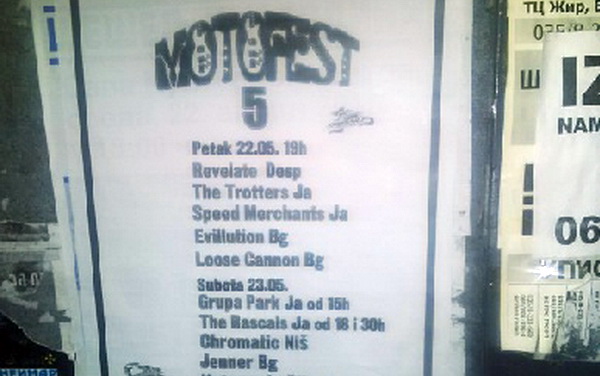 MOTOFEST
5
Petak 22.05. 19h
Revelate Deep
The Trotters Ja
Speed Merchants Ja
Evillution Bg
Loose Cannon Bg
Subota 23.05.
Grupa Park Ja od 15h
The Rascals Ja od 18 i 30h
Chromatic Niš
Jenner Bg
ТЦ Жир,
Ш
IZ
NAM
06